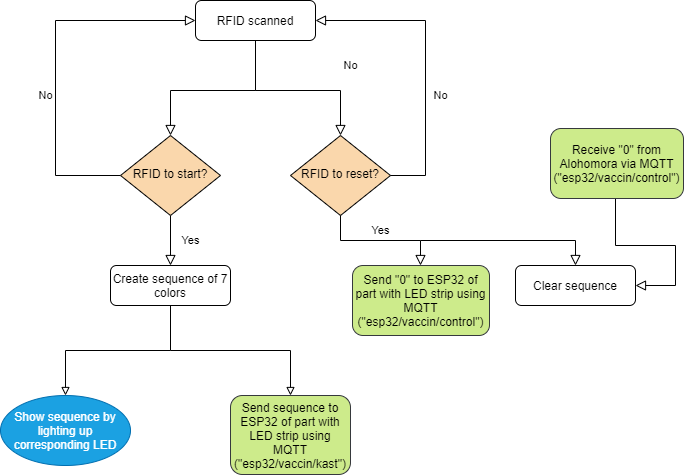 RFID scanned
No
No
No
RFID to start?
RFID to reset?
Receive "0" from
Alohomora via MQTT
("esp32/vaccin/control")
Yes
Yes
Create sequence of 7
colors
Send "0" to ESP32 of
part with LED strip using
MQTT
("esp32/vaccin/control")
Clear sequence
Show sequence by
lighting up
corresponding LED
Send sequence to
ESP32 of part with
LED strip using
MQTT
("esp32/vaccin/kast")